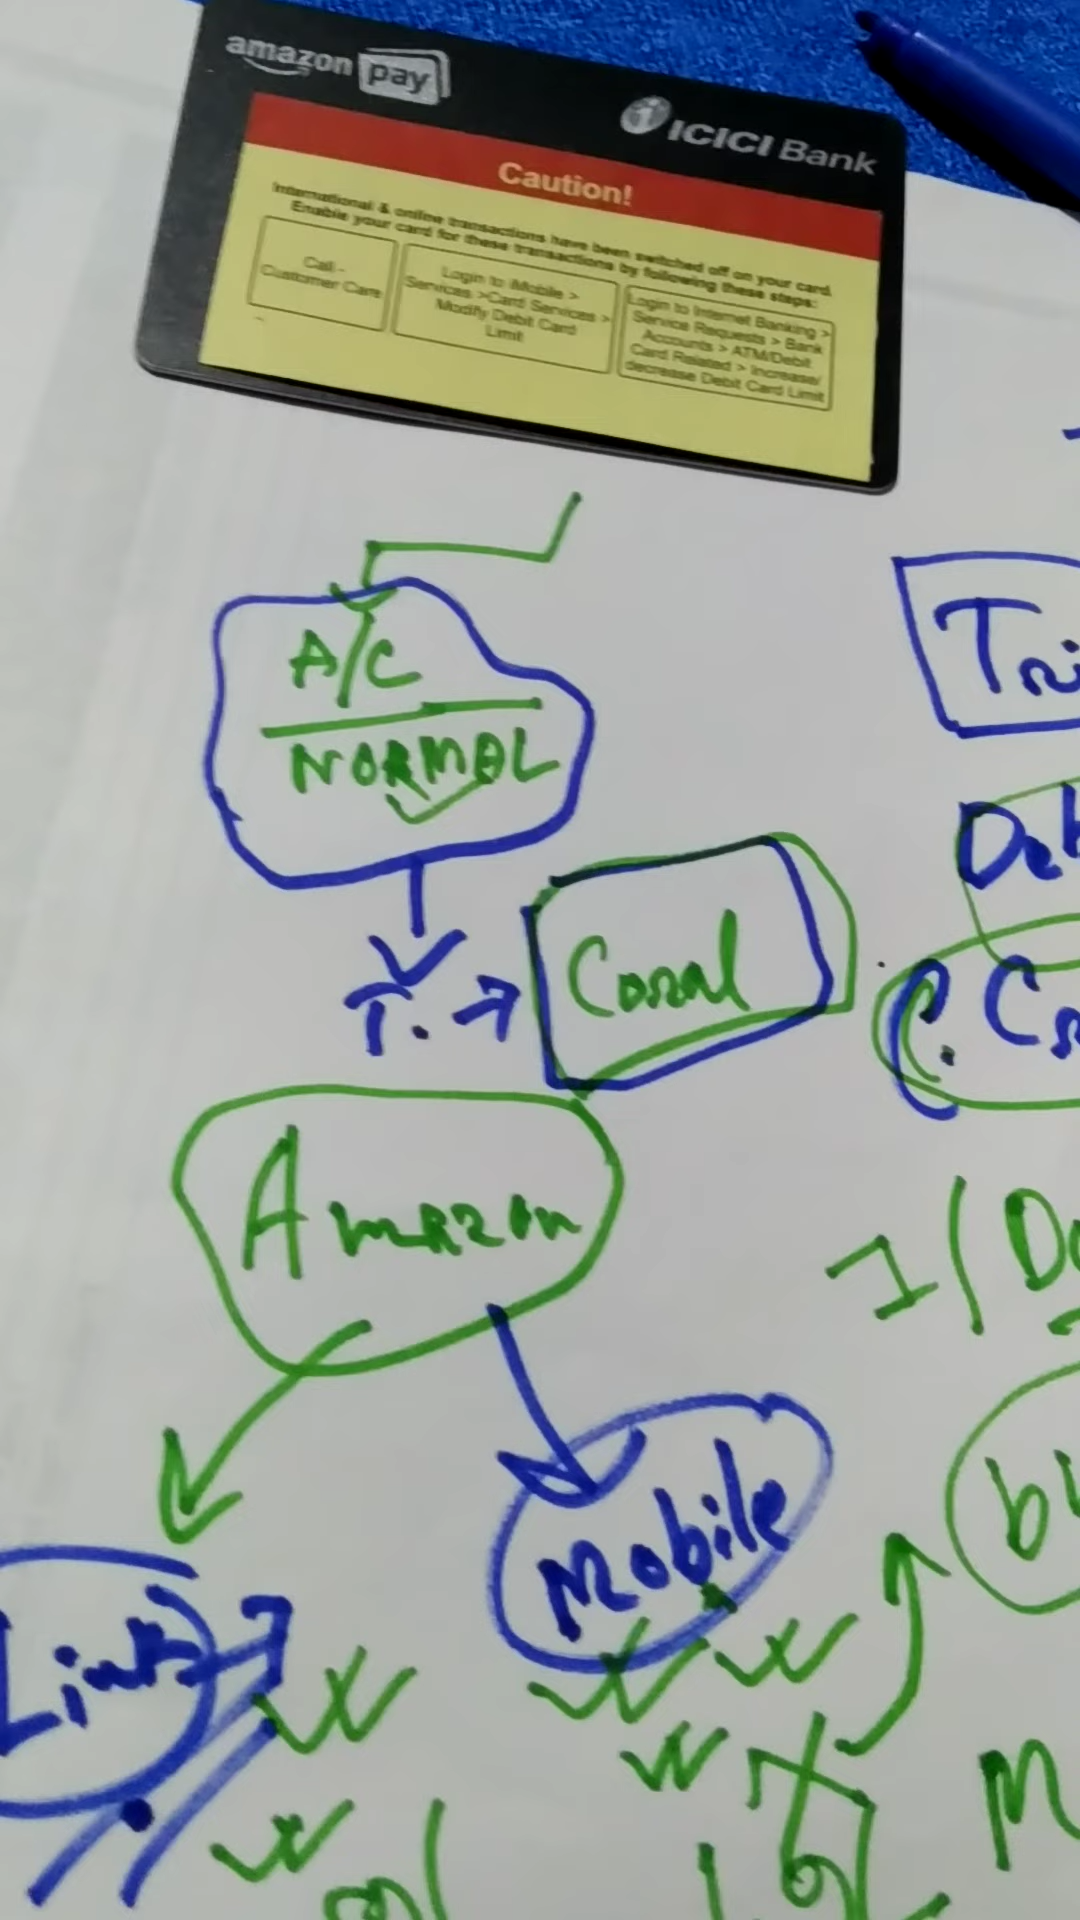 amazon pay
ICICI Bank
Caution!
International & online transactions have been switched off on your card.
Enable your card for these transactions by following these steps:
Call -
Customer Care
Login to iMobile >
Services >Card Services >
Modify Debit Card
Limit
Login to Internet Banking >
Service Requests > Bank
Accounts > ATM/Debit
Card Related > Increase/
decrease Debit Card Limit
A/C
NORMAL
T. →
Coral
Amazon
Mobile
Link